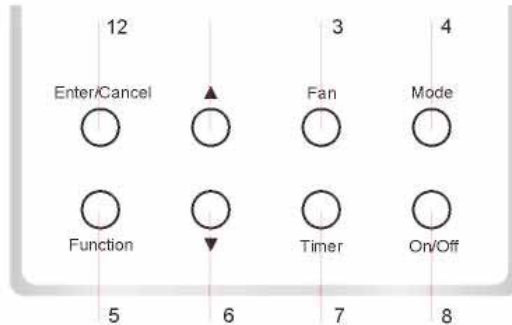 12 3 4
Enter/Cancel ▲ Fan Mode
Function ▼ Timer On/Off
5 6 7 8